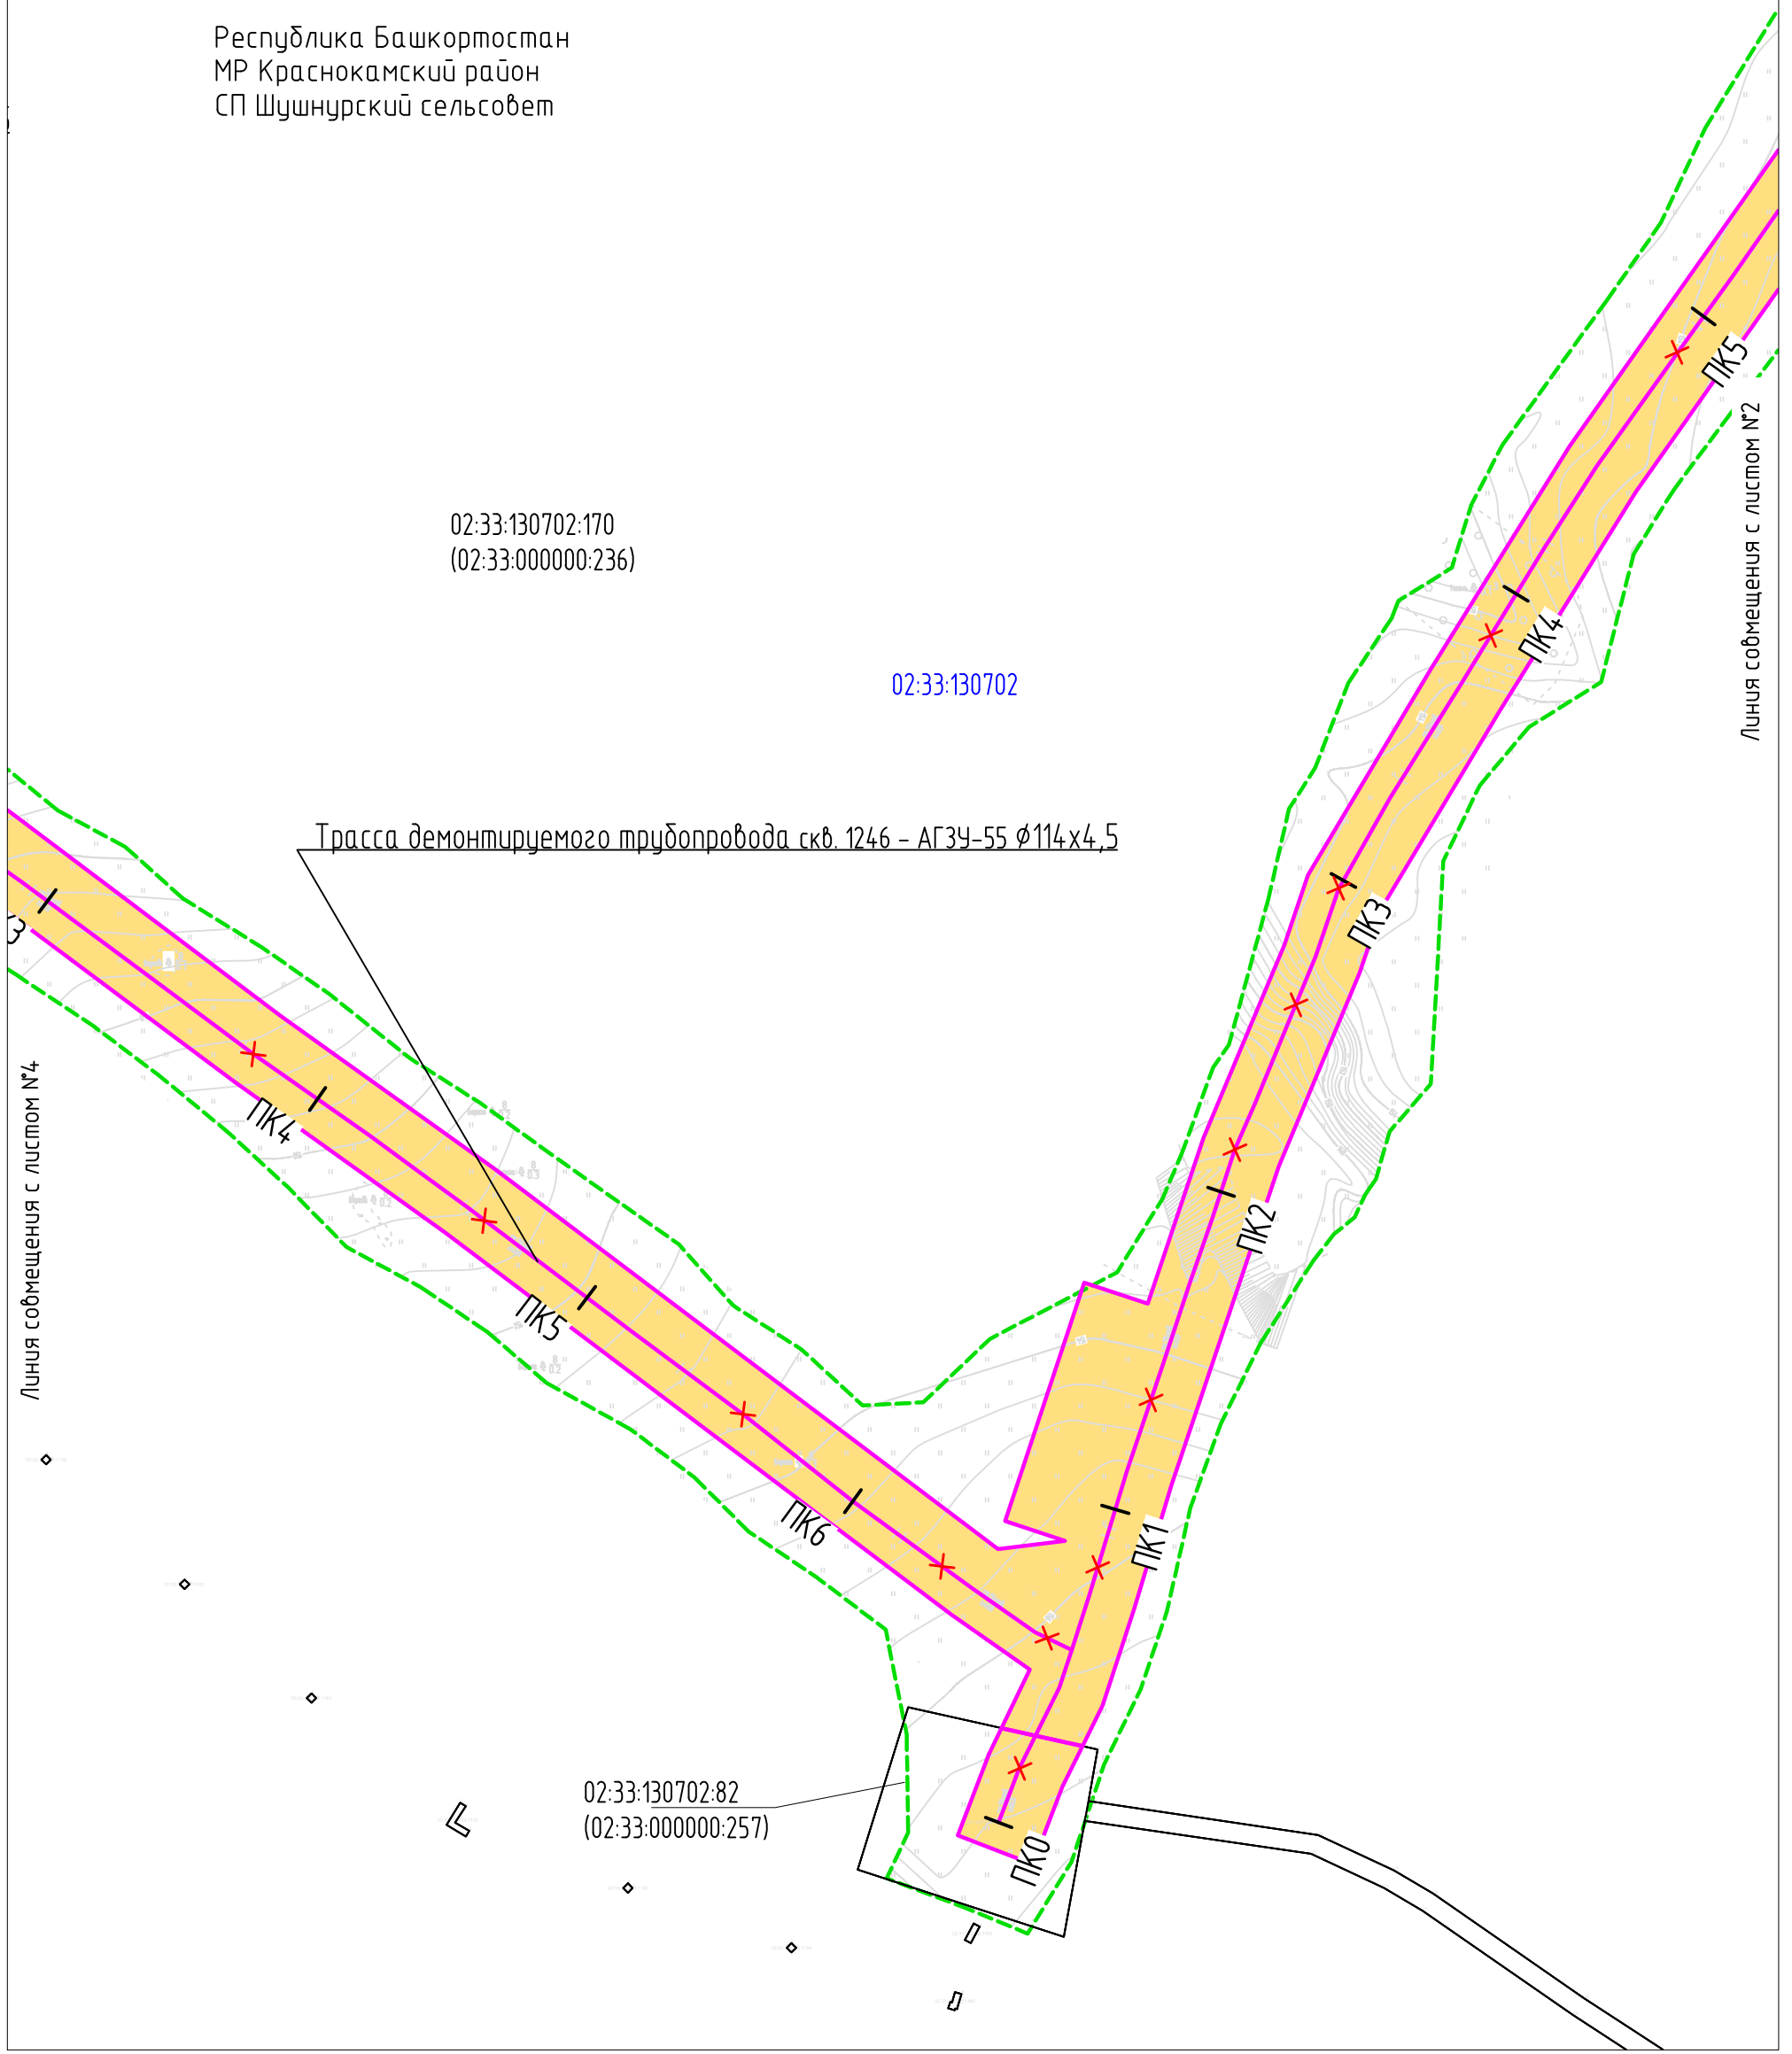 Республика Башкортостан
МР Краснокамский район
СП Шушнурский сельсовет
ПК5
Линия совмещения с листом №2
02:33:130702:170
(02:33:000000:236)
ПК4
02:33:130702
Трасса демонтируемого трубопровода скв. 1246 – АГЗУ-55 Ø114х4,5
ПК3
Линия совмещения с листом №4
ПК4
ПК2
ПК5
ПК6
ПК1
02:33:130702:82
(02:33:000000:257)
ПК0